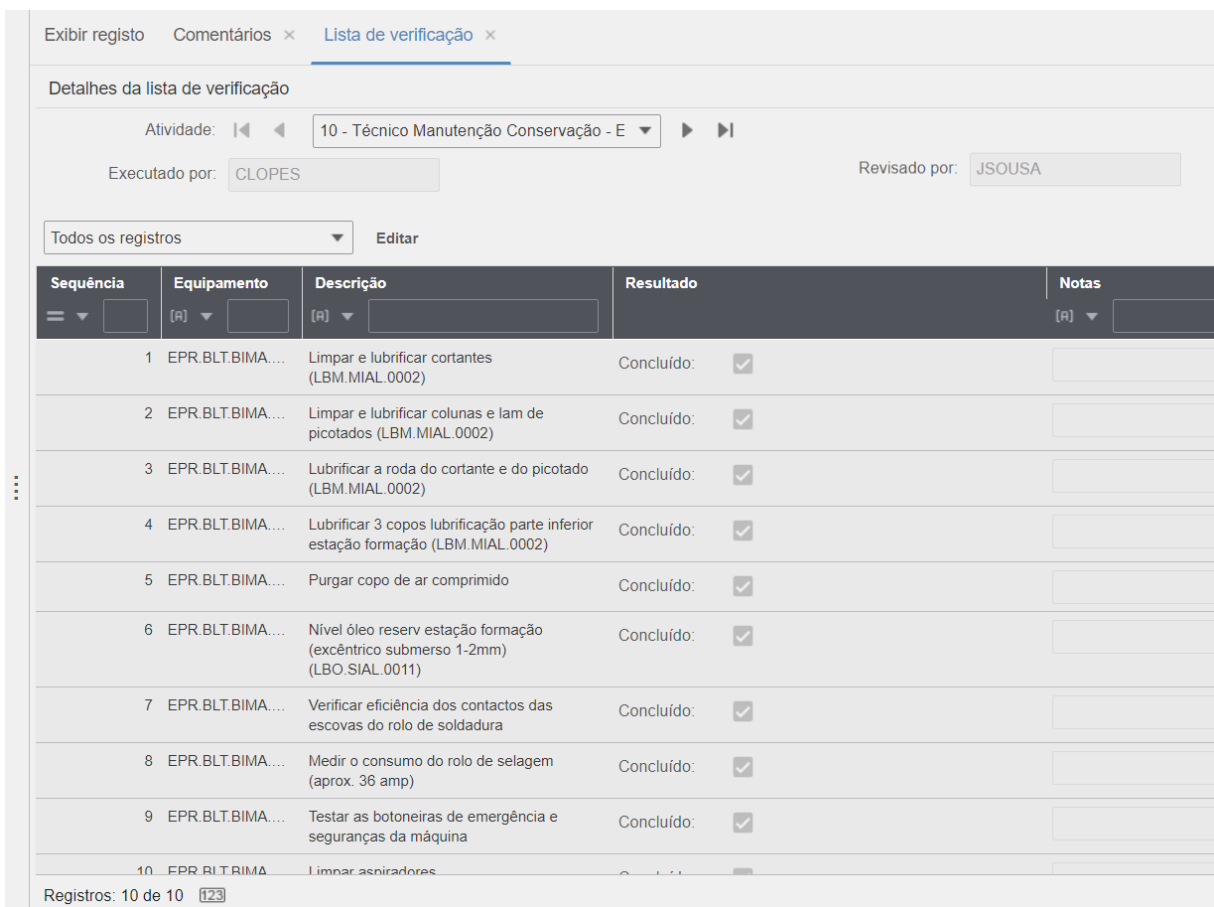 Exibir registo Comentários × Lista de verificação ×
Detalhes da lista de verificação
Atividade: 10 - Técnico Manutenção Conservação - E
Executado por: CLOPES Revisado por: JSOUSA
Todos os registros Editar
Sequência Equipamento Descrição Resultado Notas
[A] [A] [A]
1 EPR.BLT.BIMA.... Limpar e lubrificar cortantes
(LBM.MIAL.0002) Concluído:
2 EPR.BLT.BIMA.... Limpar e lubrificar colunas e lam de
picotados (LBM.MIAL.0002) Concluído:
3 EPR.BLT.BIMA.... Lubrificar a roda do cortante e do picotado
(LBM.MIAL.0002) Concluído:
4 EPR.BLT.BIMA.... Lubrificar 3 copos lubrificação parte inferior
estação formação (LBM.MIAL.0002) Concluído:
5 EPR.BLT.BIMA.... Purgar copo de ar comprimido Concluído:
6 EPR.BLT.BIMA.... Nível óleo reserv estação formação
(excêntrico submerso 1-2mm) Concluído:
(LBO.SIAL.0011)
7 EPR.BLT.BIMA.... Verificar eficiência dos contactos das
escovas do rolo de soldadura Concluído:
8 EPR.BLT.BIMA.... Medir o consumo do rolo de selagem
(aprox. 36 amp) Concluído:
9 EPR.BLT.BIMA.... Testar as botoneiras de emergência e
seguranças da máquina Concluído:
10 EPR.BLT.BIMA Limpar aspiradores
Registros: 10 de 10 123